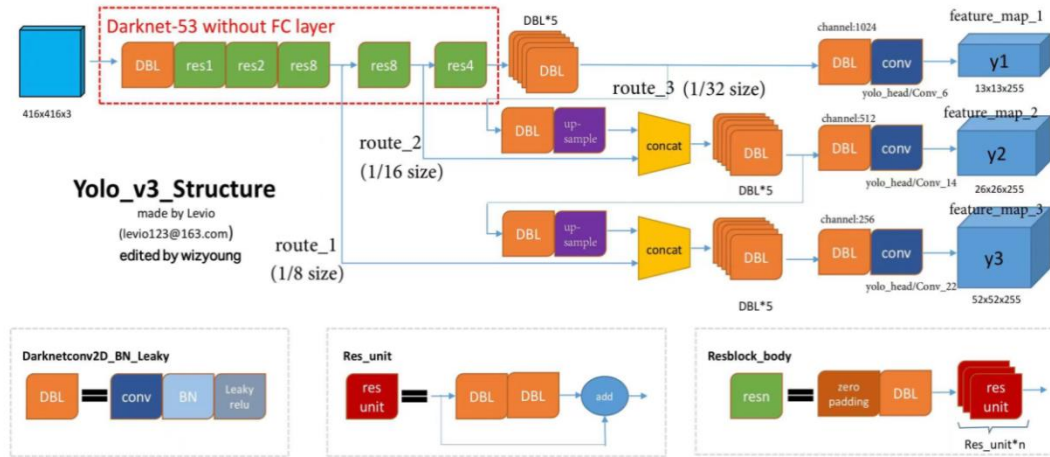 Darknet-53 without FC layer
DBL*5
416x416x3
DBL
res1
res2
res8
res8
res4
DBL
route_3 (1/32 size)
channel:1024
DBL
conv
yolo_head/Conv_6
feature_map_1
y1
13x13x255
route_2
(1/16 size)
DBL
up-
sample
concat
DBL
DBL*5
channel:512
DBL
conv
yolo_head/Conv_14
feature_map_2
y2
26x26x255
Yolo_v3_Structure
made by Levio
(levio123@163.com)
edited by wizyoung
route_1
(1/8 size)
DBL
up-
sample
concat
DBL
DBL*5
channel:256
DBL
conv
yolo_head/Conv_22
feature_map_3
y3
52x52x255
Darknetconv2D_BN_Leaky
DBL
=
conv
BN
Leaky
relu
Res_unit
res
unit
=
DBL
DBL
add
Resblock_body
resn
=
zero
padding
DBL
res
unit
Res_unit*n